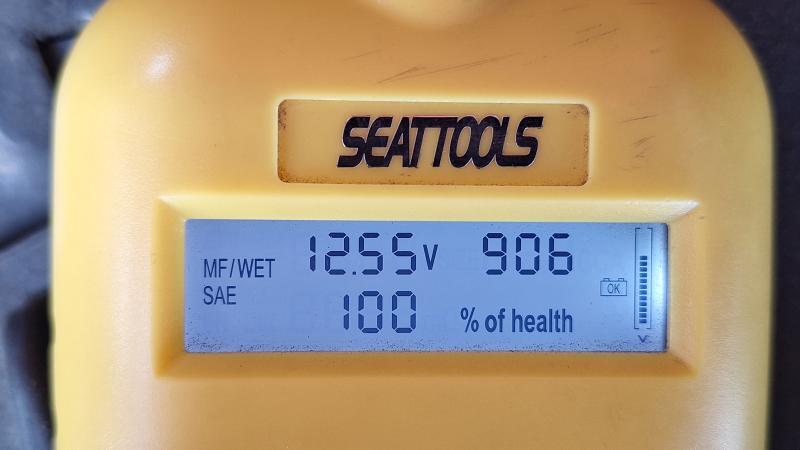 SEATTOOLS
MF/WET 12.55 V 906
SAE 100 % of health
OK
V